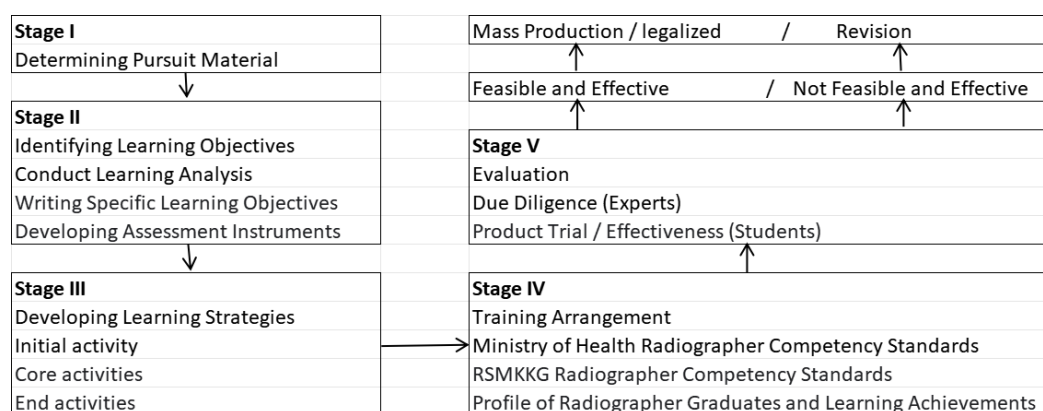 Stage I
Determining Pursuit Material
Stage II
Identifying Learning Objectives
Conduct Learning Analysis
Writing Specific Learning Objectives
Developing Assessment Instruments
Stage III
Developing Learning Strategies
Initial activity
Core activities
End activities
Stage IV
Training Arrangement
Ministry of Health Radiographer Competency Standards
RSMKKG Radiographer Competency Standards
Profile of Radiographer Graduates and Learning Achievements
Stage V
Evaluation
Due Diligence (Experts)
Product Trial / Effectiveness (Students)
Feasible and Effective / Not Feasible and Effective
Mass Production / legalized / Revision